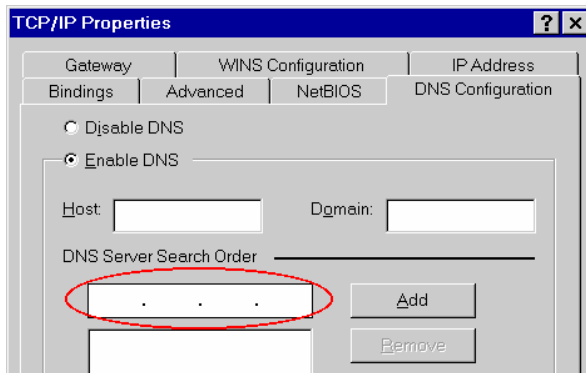 TCP/IP Properties
Gateway WINS Configuration IP Address
Bindings Advanced NetBIOS DNS Configuration
Disable DNS
Enable DNS
Host: Domain:
DNS Server Search Order
. . . Add
Remove